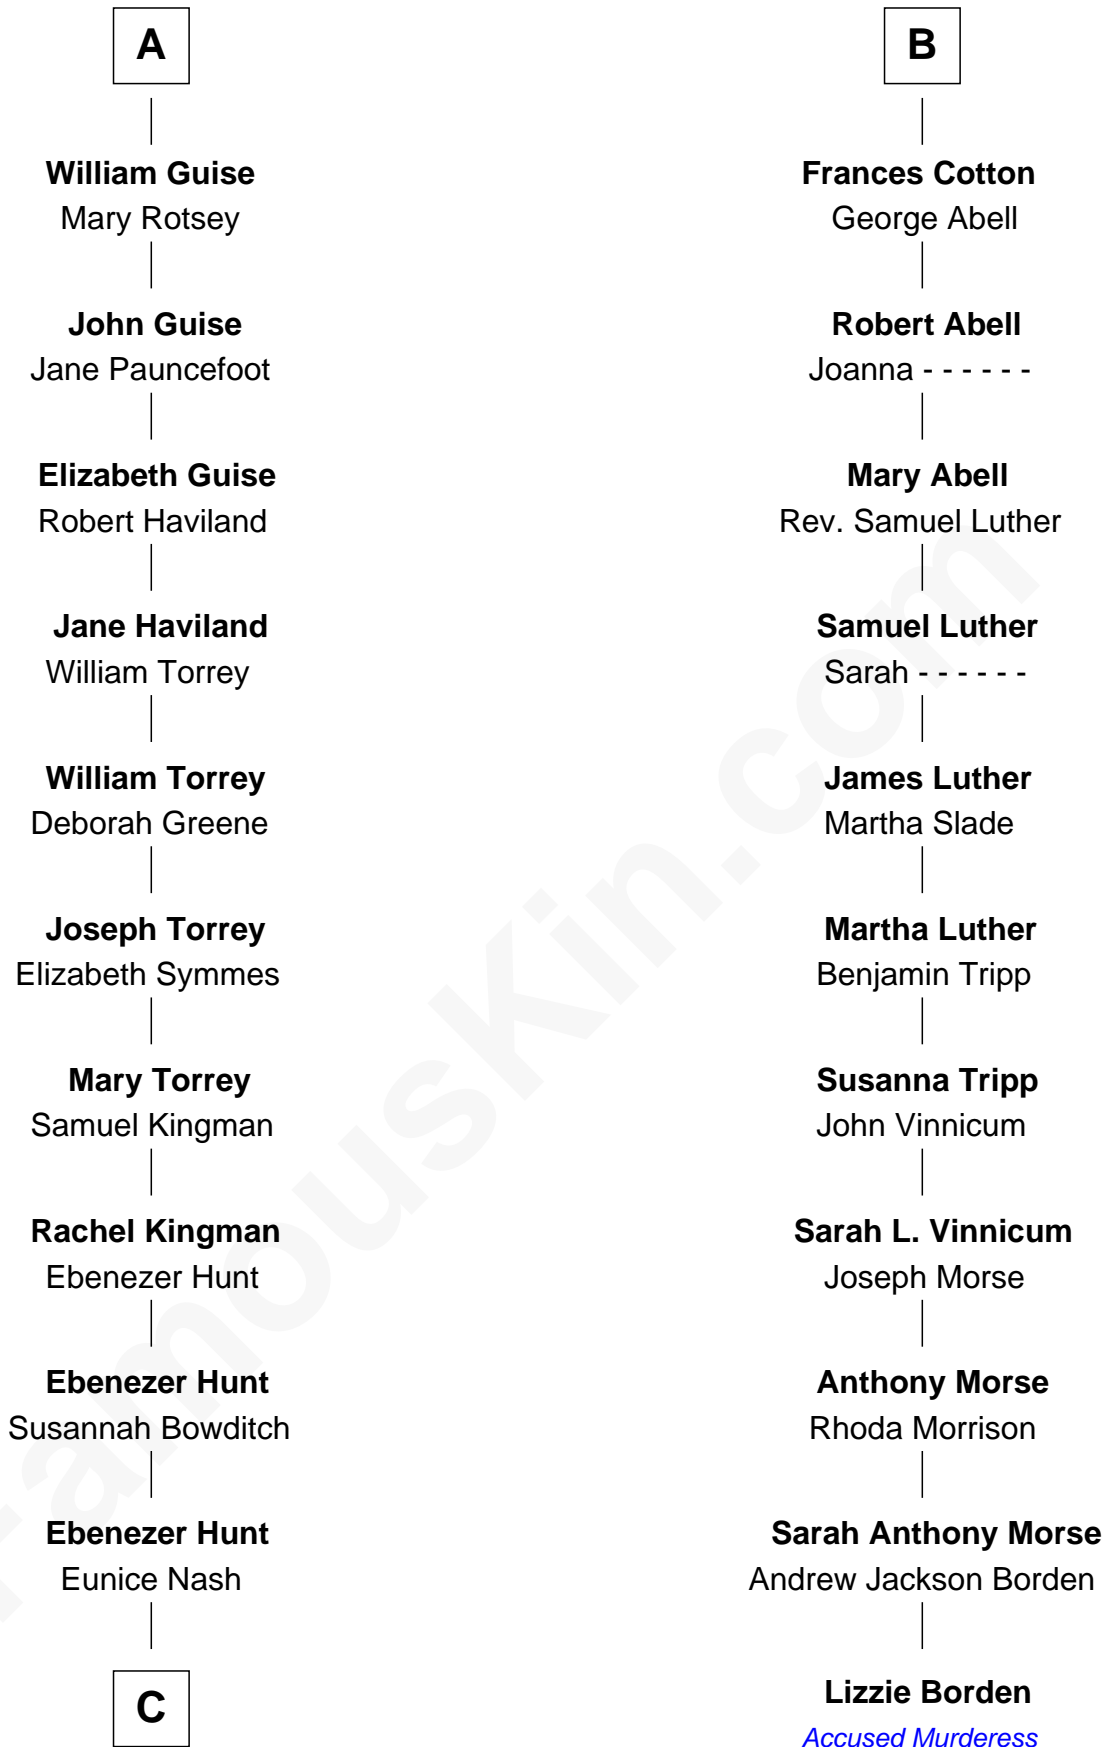 A
William Guise
Mary Rotsey
John Guise
Jane Pauncefoot
Elizabeth Guise
Robert Haviland
Jane Haviland
William Torrey
William Torrey
Deborah Greene
Joseph Torrey
Elizabeth Symmes
Mary Torrey
Samuel Kingman
Rachel Kingman
Ebenezer Hunt
Ebenezer Hunt
Susannah Bowditch
Ebenezer Hunt
Eunice Nash
C
B
Frances Cotton
George Abell
Robert Abell
Joanna - - - - - -
Mary Abell
Rev. Samuel Luther
Samuel Luther
Sarah - - - - - -
James Luther
Martha Slade
Martha Luther
Benjamin Tripp
Susanna Tripp
John Vinnicum
Sarah L. Vinnicum
Joseph Morse
Anthony Morse
Rhoda Morrison
Sarah Anthony Morse
Andrew Jackson Borden
Lizzie Borden
Accused Murderess
FamousKin.com